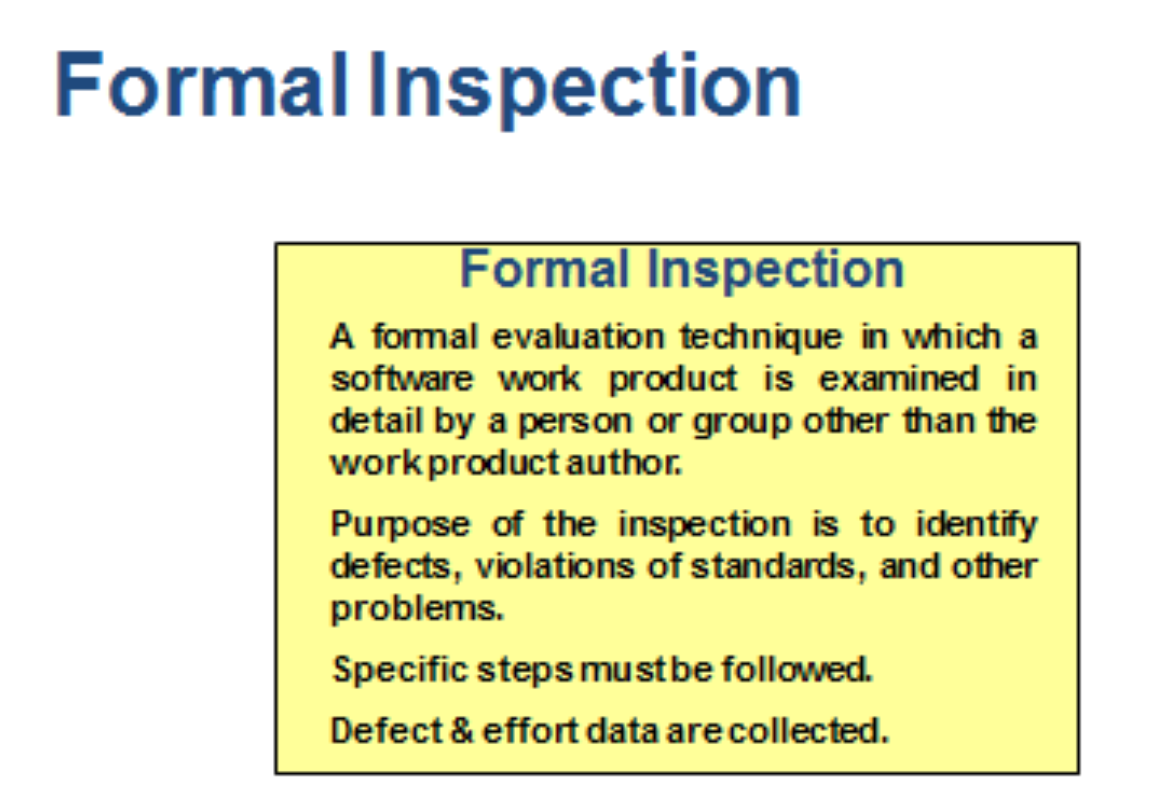 Formal Inspection
Formal Inspection
A formal evaluation technique in which a
software work product is examined in
detail by a person or group other than the
work product author.
Purpose of the inspection is to identify
defects, violations of standards, and other
problems.
Specific steps must be followed.
Defect & effort data are collected.